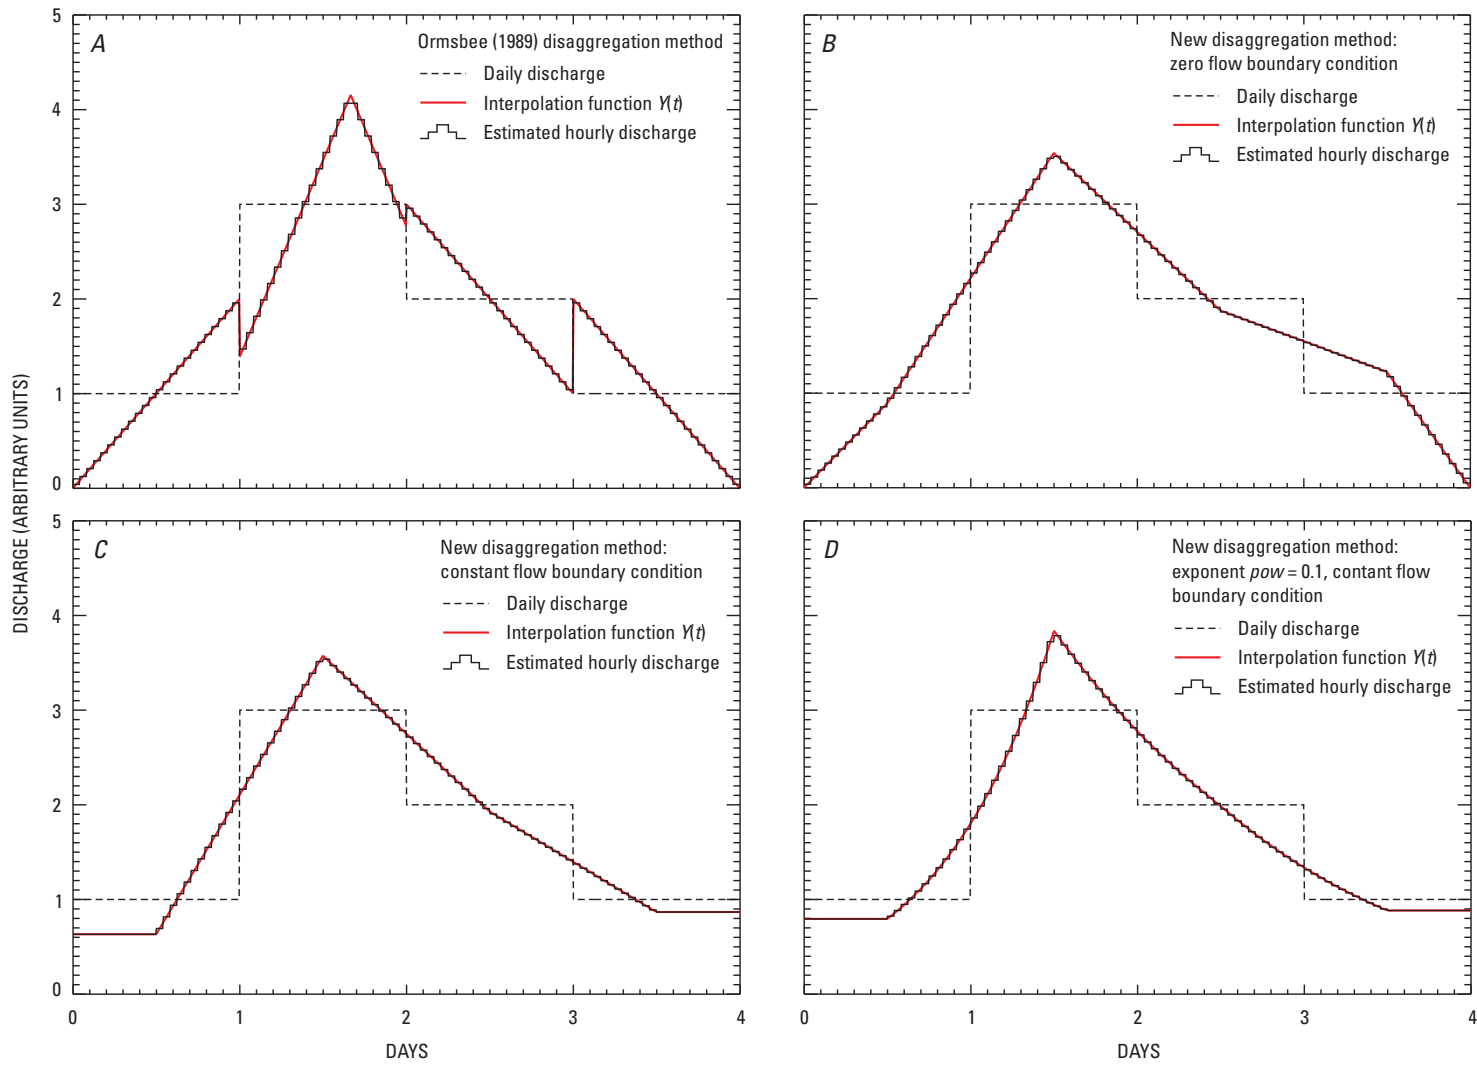 A
Ormsbee (1989) disaggregation method
Daily discharge
Interpolation function Y(t)
Estimated hourly discharge
B
New disaggregation method:
zero flow boundary condition
Daily discharge
Interpolation function Y(t)
Estimated hourly discharge
5
4
3
2
1
0
DISCHARGE (ARBITRARY UNITS)
C
New disaggregation method:
constant flow boundary condition
Daily discharge
Interpolation function Y(t)
Estimated hourly discharge
D
New disaggregation method:
exponent pow = 0.1, contant flow
boundary condition
Daily discharge
Interpolation function Y(t)
Estimated hourly discharge
5
4
3
2
1
0
0 1 2 3 4
DAYS
0 1 2 3 4
DAYS